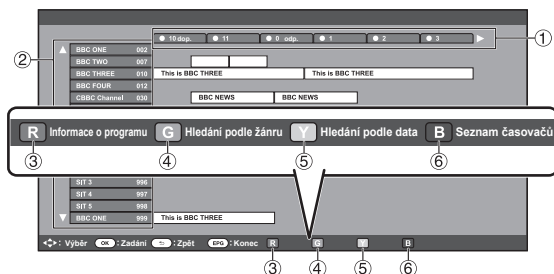 10 dop. 11 0 odp. 1 2 3 ①
②
BBC ONE 002
BBC TWO 007
BBC THREE 010 This is BBC THREE This is BBC THREE
BBC FOUR 012
CBBC Channel 030 BBC NEWS BBC NEWS
R Informace o programu G Hledání podle žánru Y Hledání podle data B Seznam časovačů
③ ④ ⑤ ⑥
SIT 3 996
SIT 4 997
SIT 5 998
BBC ONE 999 This is BBC THREE
: Výběr OK : Zadání : Zpět EPG : Konec R G Y B
③ ④ ⑤ ⑥